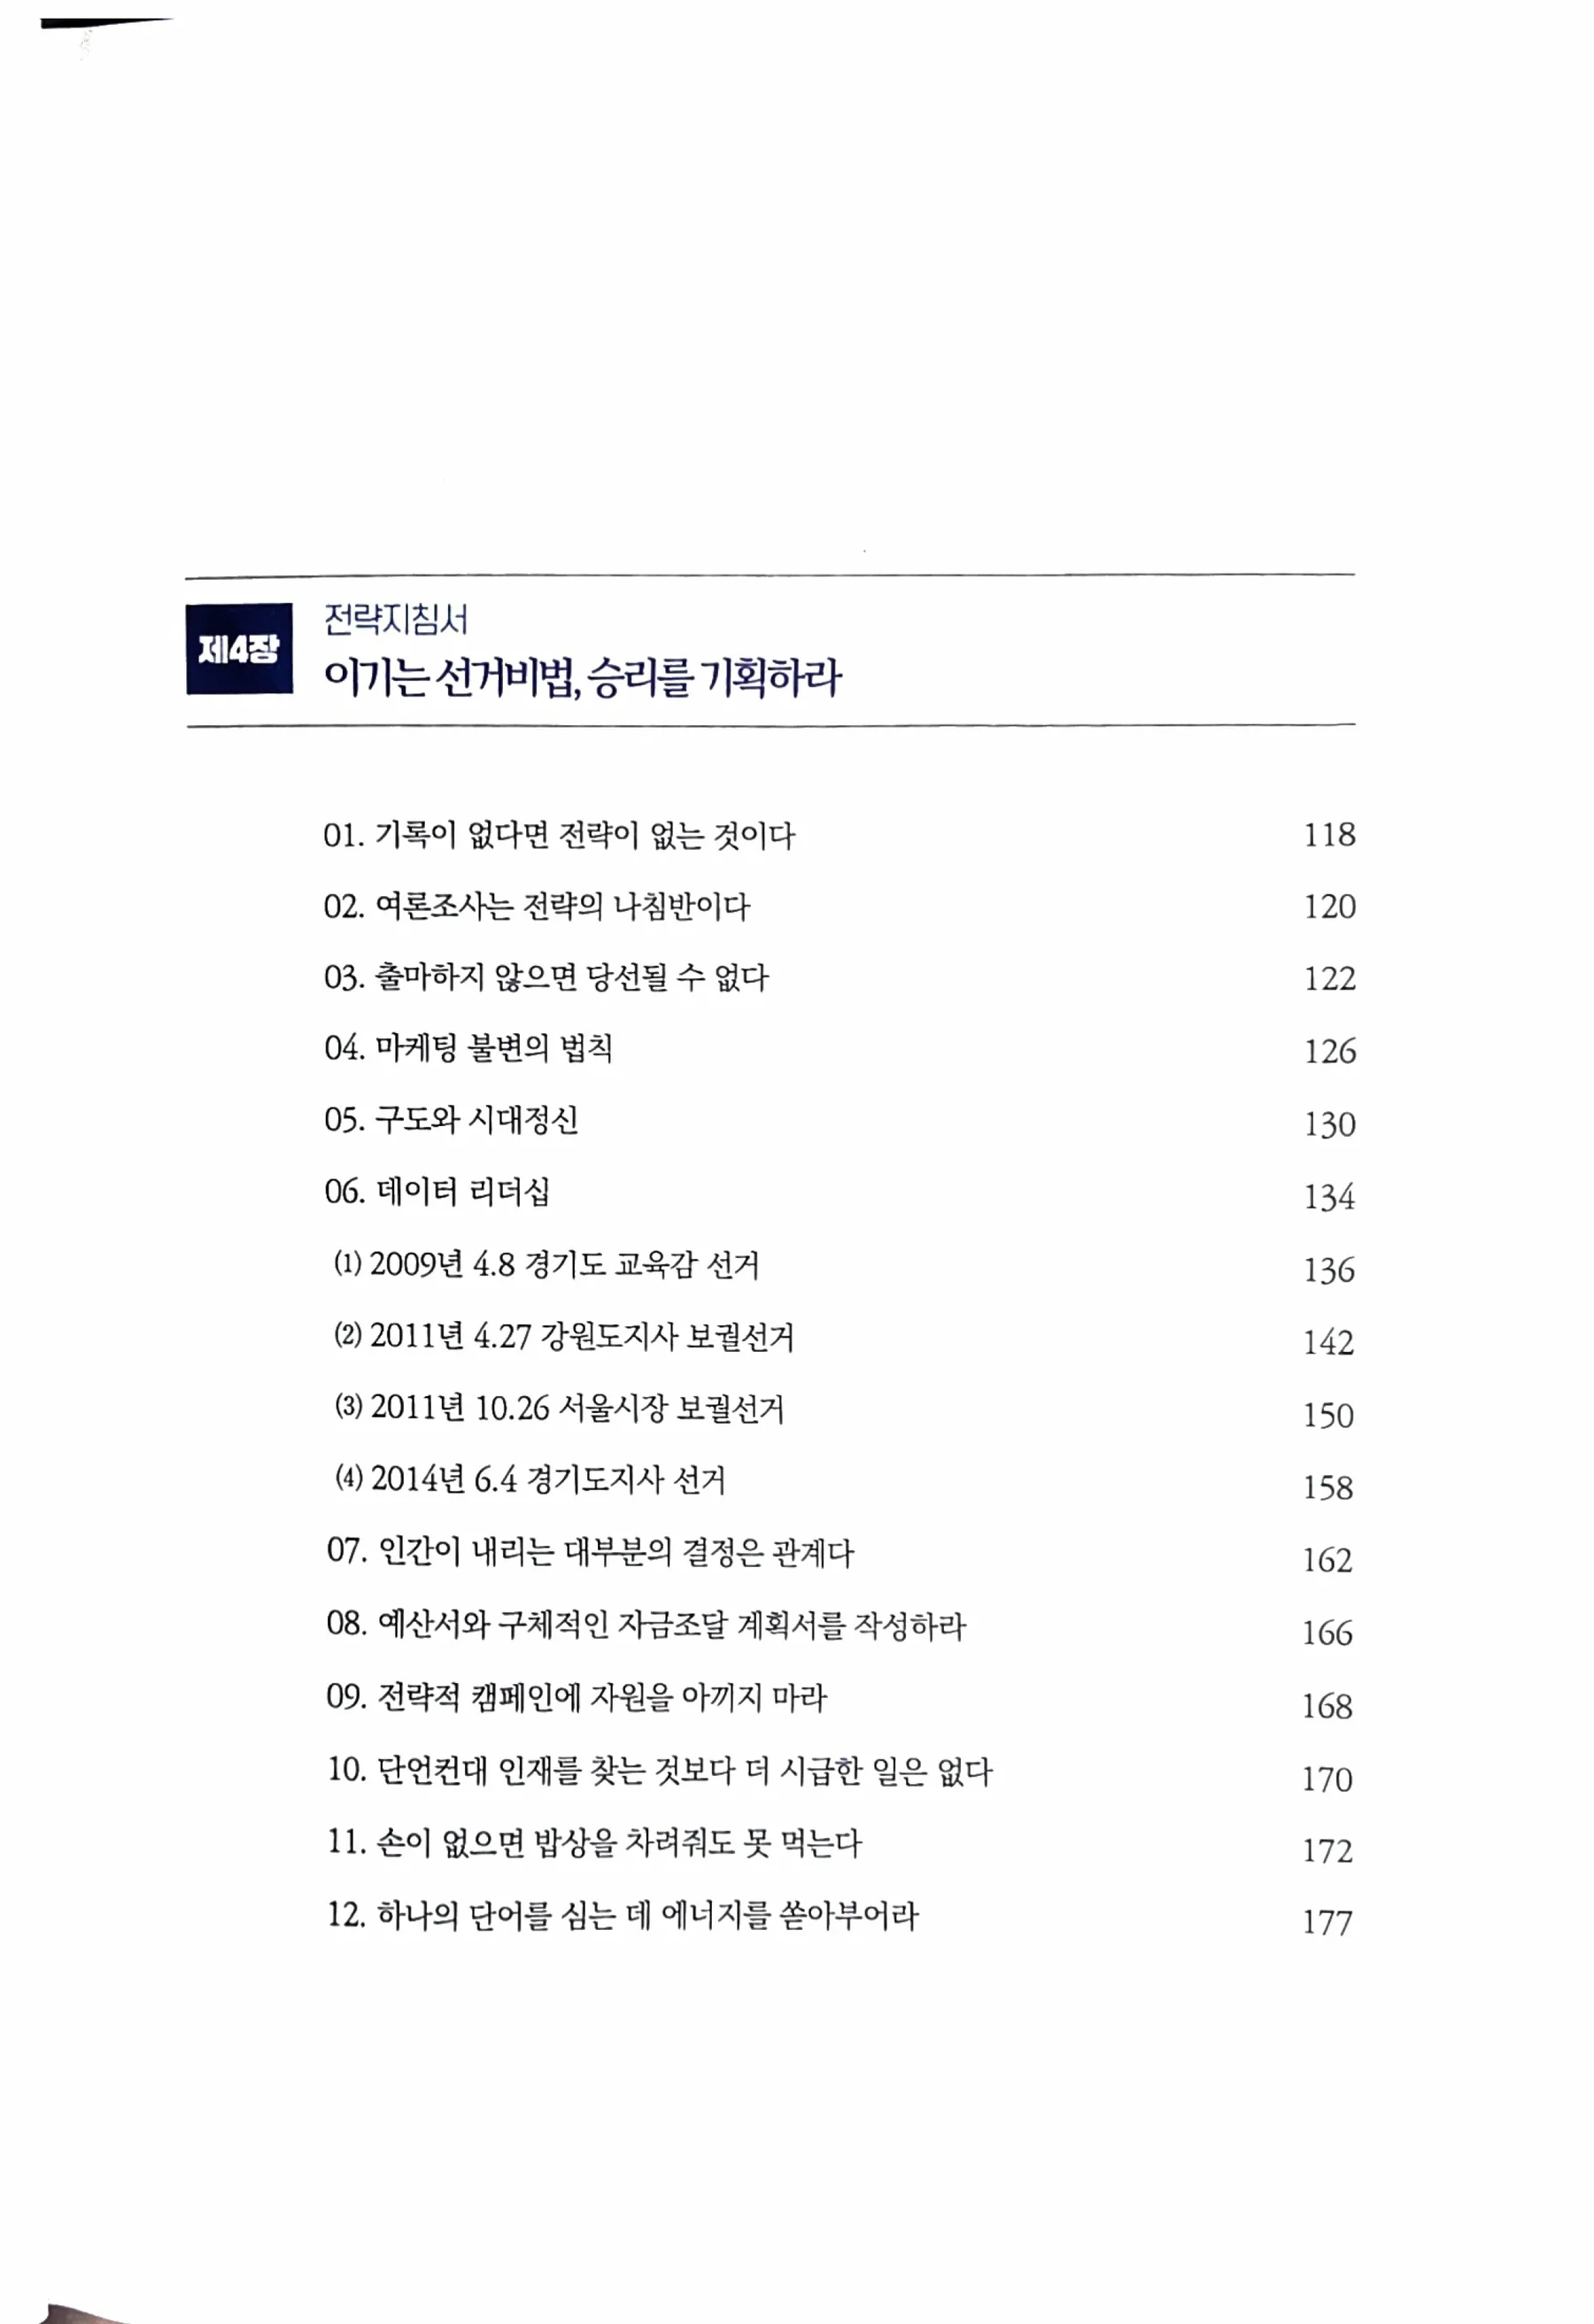 제4장
전략지침서
이기는 선거비법, 승리를 기획하라
01. 기록이 없다면 전략이 없는 것이다 118
02. 여론조사는 전략의 나침반이다 120
03. 출마하지 않으면 당선될 수 없다 122
04. 마케팅 불변의 법칙 126
05. 구도와 시대정신 130
06. 데이터 리더십 134
(1) 2009년 4.8 경기도 교육감 선거 136
(2) 2011년 4.27 강원도지사 보궐선거 142
(3) 2011년 10.26 서울시장 보궐선거 150
(4) 2014년 6.4 경기도지사 선거 158
07. 인간이 내리는 대부분의 결정은 관계다 162
08. 예산서와 구체적인 자금조달 계획서를 작성하라 166
09. 전략적 캠페인에 자원을 아끼지 마라 168
10. 단언컨대 인재를 찾는 것보다 더 시급한 일은 없다 170
11. 손이 없으면 밥상을 차려줘도 못 먹는다 172
12. 하나의 단어를 심는 데 에너지를 쏟아부어라 177